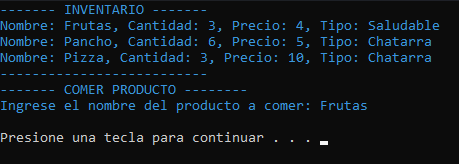 ------- INVENTARIO -------
Nombre: Frutas, Cantidad: 3, Precio: 4, Tipo: Saludable
Nombre: Pancho, Cantidad: 6, Precio: 5, Tipo: Chatarra
Nombre: Pizza, Cantidad: 3, Precio: 10, Tipo: Chatarra
--------------------------
------- COMER PRODUCTO --------
Ingrese el nombre del producto a comer: Frutas
Presione una tecla para continuar . . .